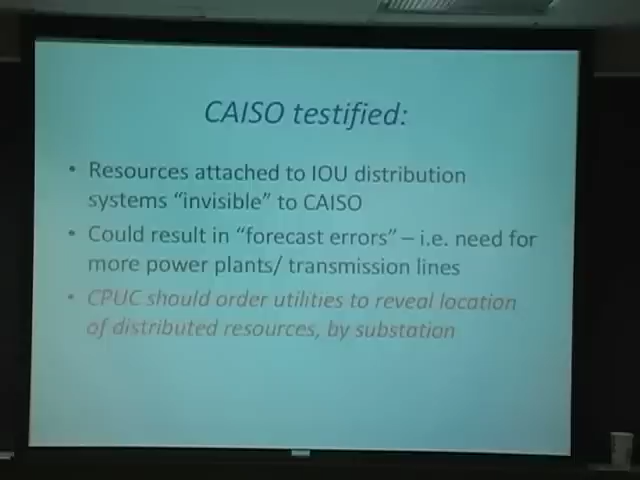 CAISO testified:
• Resources attached to IOU distribution
systems “invisible” to CAISO
• Could result in “forecast errors” – i.e. need for
more power plants/ transmission lines
• CPUC should order utilities to reveal location
of distributed resources, by substation